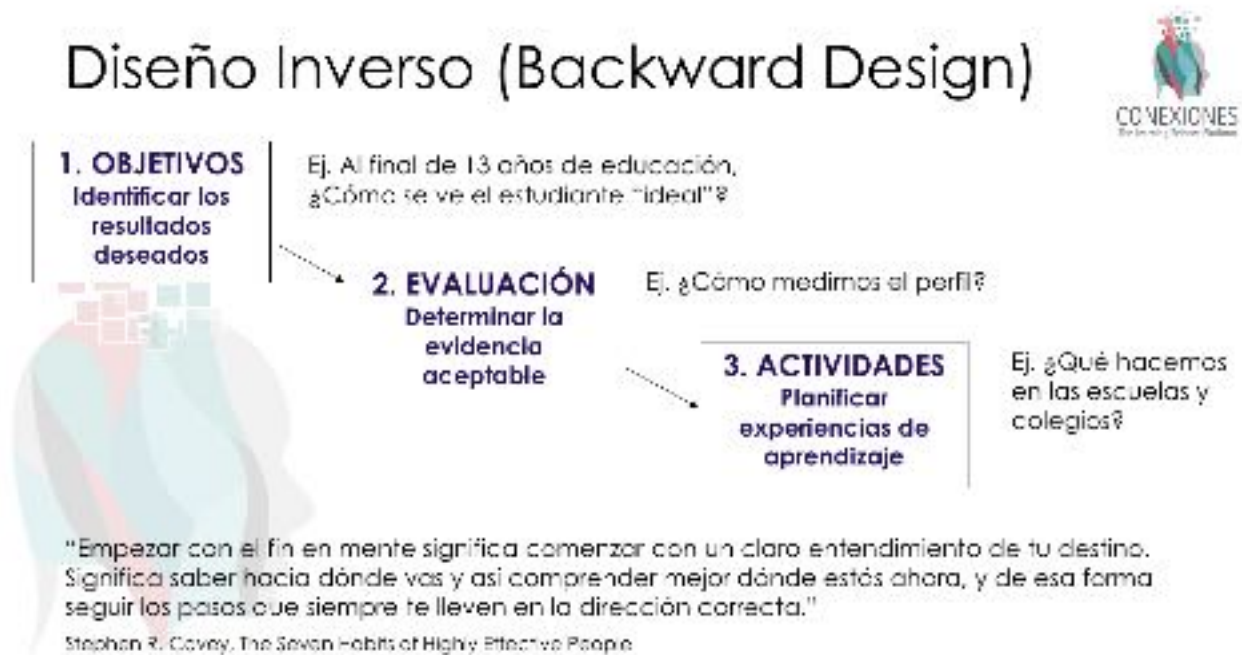 Diseño Inverso (Backward Design)
CONEXIONES
1. OBJETIVOS
Identificar los
resultados
deseados
Ej. Al final de 13 años de educación,
¿Cómo se ve el estudiante "ideal"?
2. EVALUACIÓN
Determinar la
evidencia
aceptable
Ej. ¿Cómo medimos el perfil?
3. ACTIVIDADES
Planificar
experiencias de
aprendizaje
Ej. ¿Qué hacemos
en las escuelas y
colegios?
"Empezar con el fin en mente significa comenzar con un claro entendimiento de tu destino.
Significa saber hacia dónde vas y así comprender mejor dónde estás ahora, y de esa forma
seguir los pasos que siempre te lleven en la dirección correcta."
Stephen R. Covey, The Seven Habits of Highly Effective People